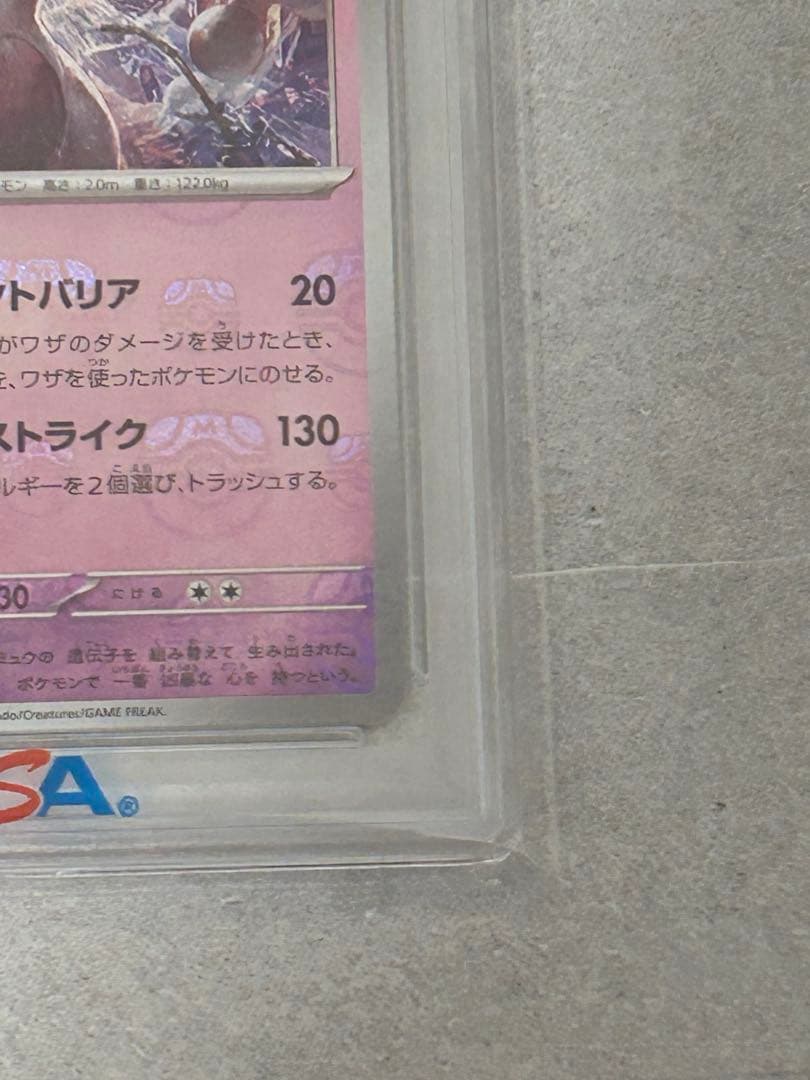 モン 高さ:2.0m 重さ:122.0kg
ットバリア 20
がワザのダメージを受けたとき、
を、ワザを使ったポケモンにのせる。
ストライク 130
ルギーを2個選び、トラッシュする。
30 にげる
ミュウの 遺伝子を 組み替えて 生み出された。
ポケモンで 一番 凶暴な 心を 持つという。
ndo/Creatures/GAME FREAK.
SA®